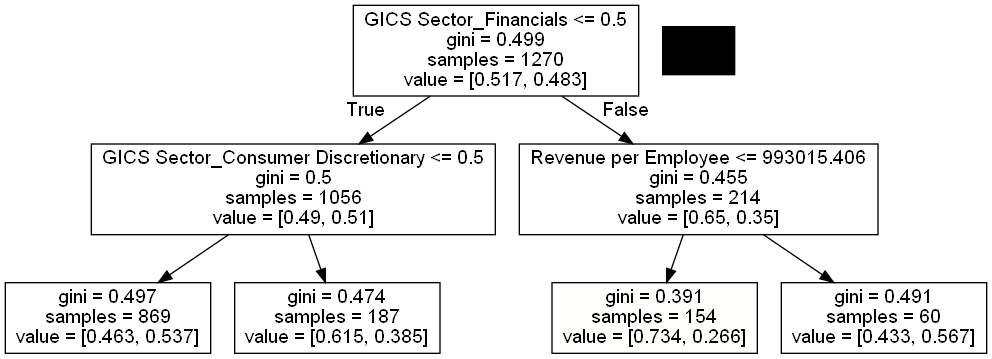 GICS Sector_Financials <= 0.5
gini = 0.499
samples = 1270
value = [0.517, 0.483]
True
False
GICS Sector_Consumer Discretionary <= 0.5
gini = 0.5
samples = 1056
value = [0.49, 0.51]
Revenue per Employee <= 993015.406
gini = 0.455
samples = 214
value = [0.65, 0.35]
gini = 0.497
samples = 869
value = [0.463, 0.537]
gini = 0.474
samples = 187
value = [0.615, 0.385]
gini = 0.391
samples = 154
value = [0.734, 0.266]
gini = 0.491
samples = 60
value = [0.433, 0.567]